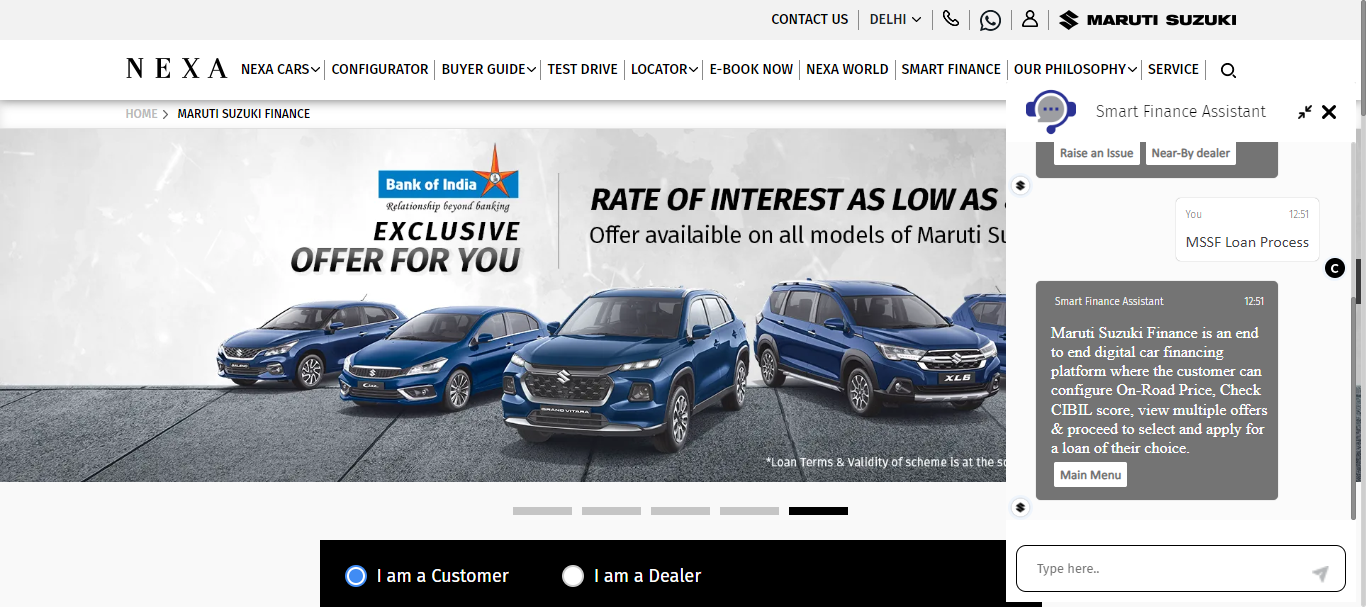 CONTACT US
DELHI
MARUTI SUZUKI
NEXA
NEXA CARS
CONFIGURATOR
BUYER GUIDE
TEST DRIVE
LOCATOR
E-BOOK NOW
NEXA WORLD
SMART FINANCE
OUR PHILOSOPHY
SERVICE
HOME > MARUTI SUZUKI FINANCE
Bank of India
Relationship beyond banking
EXCLUSIVE
OFFER FOR YOU
RATE OF INTEREST AS LOW AS
Offer availaible on all models of Maruti Su
BALENO
CIAZ
GRAND VITARA
XL6
*Loan Terms & Validity of scheme is at the so
I am a Customer
I am a Dealer
Smart Finance Assistant
Raise an Issue
Near-By dealer
You 12:51
MSSF Loan Process
C
Smart Finance Assistant 12:51
Maruti Suzuki Finance is an end
to end digital car financing
platform where the customer can
configure On-Road Price, Check
CIBIL score, view multiple offers
& proceed to select and apply for
a loan of their choice.
Main Menu
Type here..